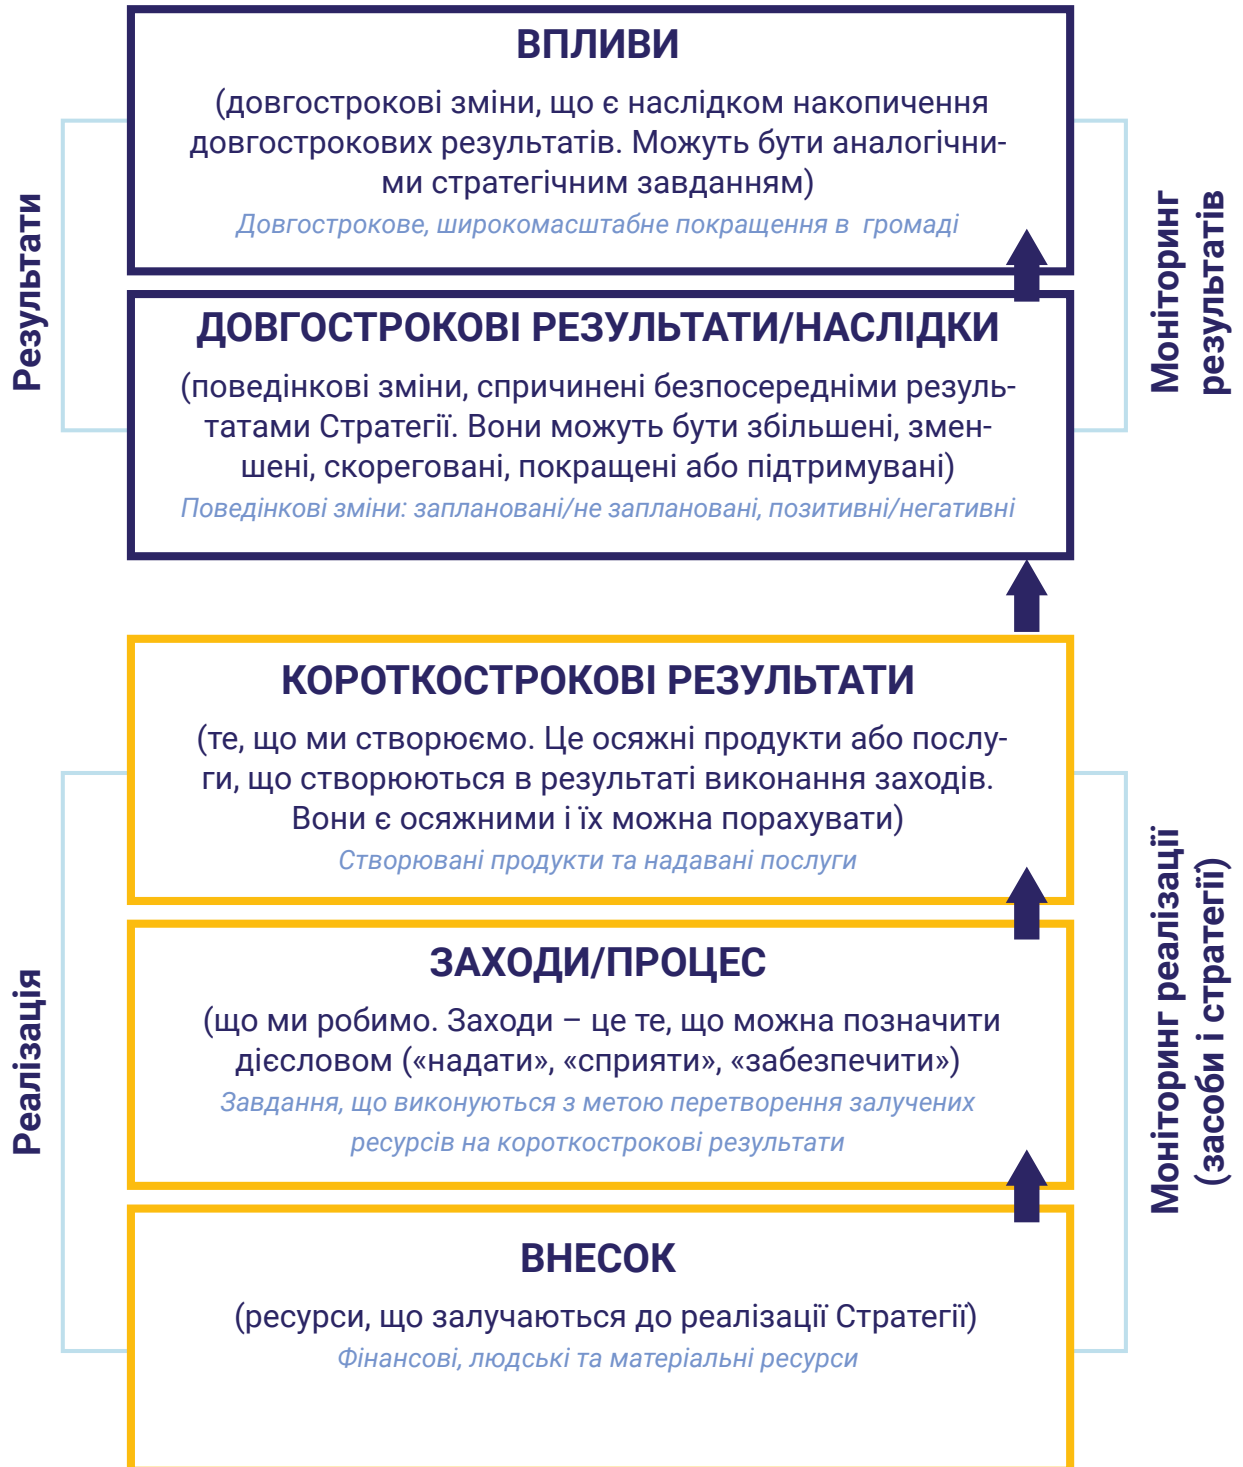 ВПЛИВИ
(довгострокові зміни, що є наслідком накопичення
довгострокових результатів. Можуть бути аналогічни-
ми стратегічним завданням)
Довгострокове, широкомасштабне покращення в громаді
Результати
Моніторинг
результатів
ДОВГОСТРОКОВІ РЕЗУЛЬТАТИ/НАСЛІДКИ
(поведінкові зміни, спричинені безпосередніми резуль-
татами Стратегії. Вони можуть бути збільшені, змен-
шені, скореговані, покращені або підтримувані)
Поведінкові зміни: заплановані/не заплановані, позитивні/негативні
КОРОТКОСТРОКОВІ РЕЗУЛЬТАТИ
(те, що ми створюємо. Це осяжні продукти або послу-
ги, що створюються в результаті виконання заходів.
Вони є осяжними і їх можна порахувати)
Створювані продукти та надавані послуги
Реалізація
Моніторинг реалізації
(засоби і стратегії)
ЗАХОДИ/ПРОЦЕС
(що ми робимо. Заходи – це те, що можна позначити
дієсловом («надати», «сприяти», «забезпечити»)
Завдання, що виконуються з метою перетворення залучених
ресурсів на короткострокові результати
ВНЕСОК
(ресурси, що залучаються до реалізації Стратегії)
Фінансові, людські та матеріальні ресурси